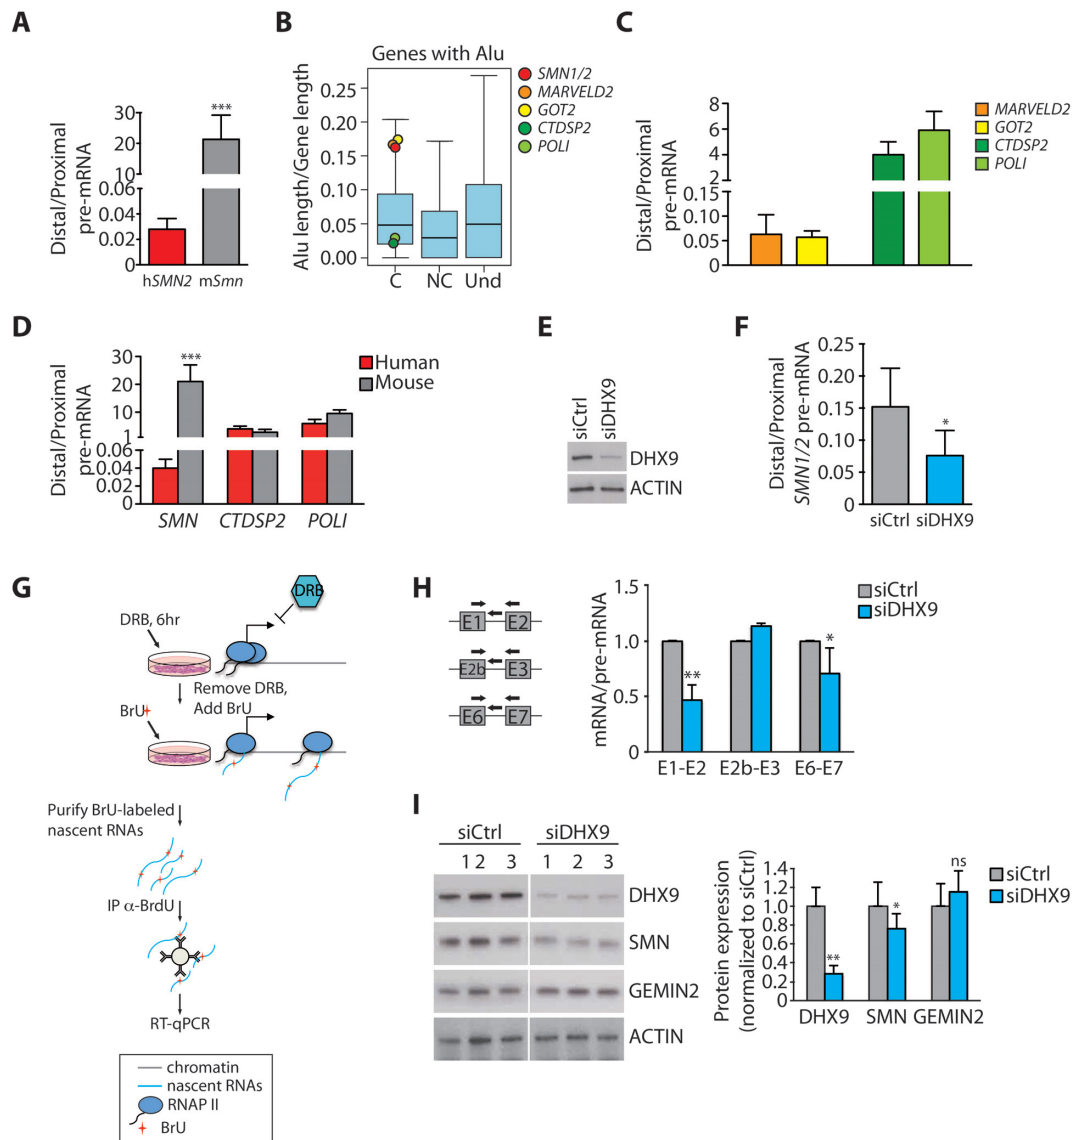 A
Distal/Proximal
pre-mRNA
30
20
10
0
0.06
0.04
0.02
0
***
hSMN2 mSmn
B
Genes with Alu
Alu length/Gene length
0.25
0.20
0.15
0.10
0.05
0.00
C NC Und
SMN1/2
MARVELD2
GOT2
CTDSP2
POLI
C
Distal/Proximal
pre-mRNA
8
6
4
2
0.15
0.10
0.05
0
MARVELD2
GOT2
CTDSP2
POLI
D
Distal/Proximal
pre-mRNA
30
20
10
1
0.06
0.04
0.02
0
***
SMN CTDSP2 POLI
Human
Mouse
E
siCtrl
siDHX9
DHX9
ACTIN
F
Distal/Proximal
SMN1/2 pre-mRNA
0.25
0.20
0.15
0.10
0.05
0
*
siCtrl siDHX9
G
DRB
DRB, 6hr
Remove DRB,
Add BrU
BrU
Purify BrU-labeled
nascent RNAs
IP α-BrdU
RT-qPCR
chromatin
nascent RNAs
RNAP II
BrU
H
E1 E2
E2b E3
E6 E7
mRNA/pre-mRNA
1.5
1.0
0.5
0
**
*
E1-E2 E2b-E3 E6-E7
siCtrl
siDHX9
I
siCtrl siDHX9
1 2 3 1 2 3
DHX9
SMN
GEMIN2
ACTIN
Protein expression
(normalized to siCtrl)
1.4
1.2
1.0
0.8
0.6
0.4
0.2
0
**
*
ns
DHX9 SMN GEMIN2
siCtrl
siDHX9